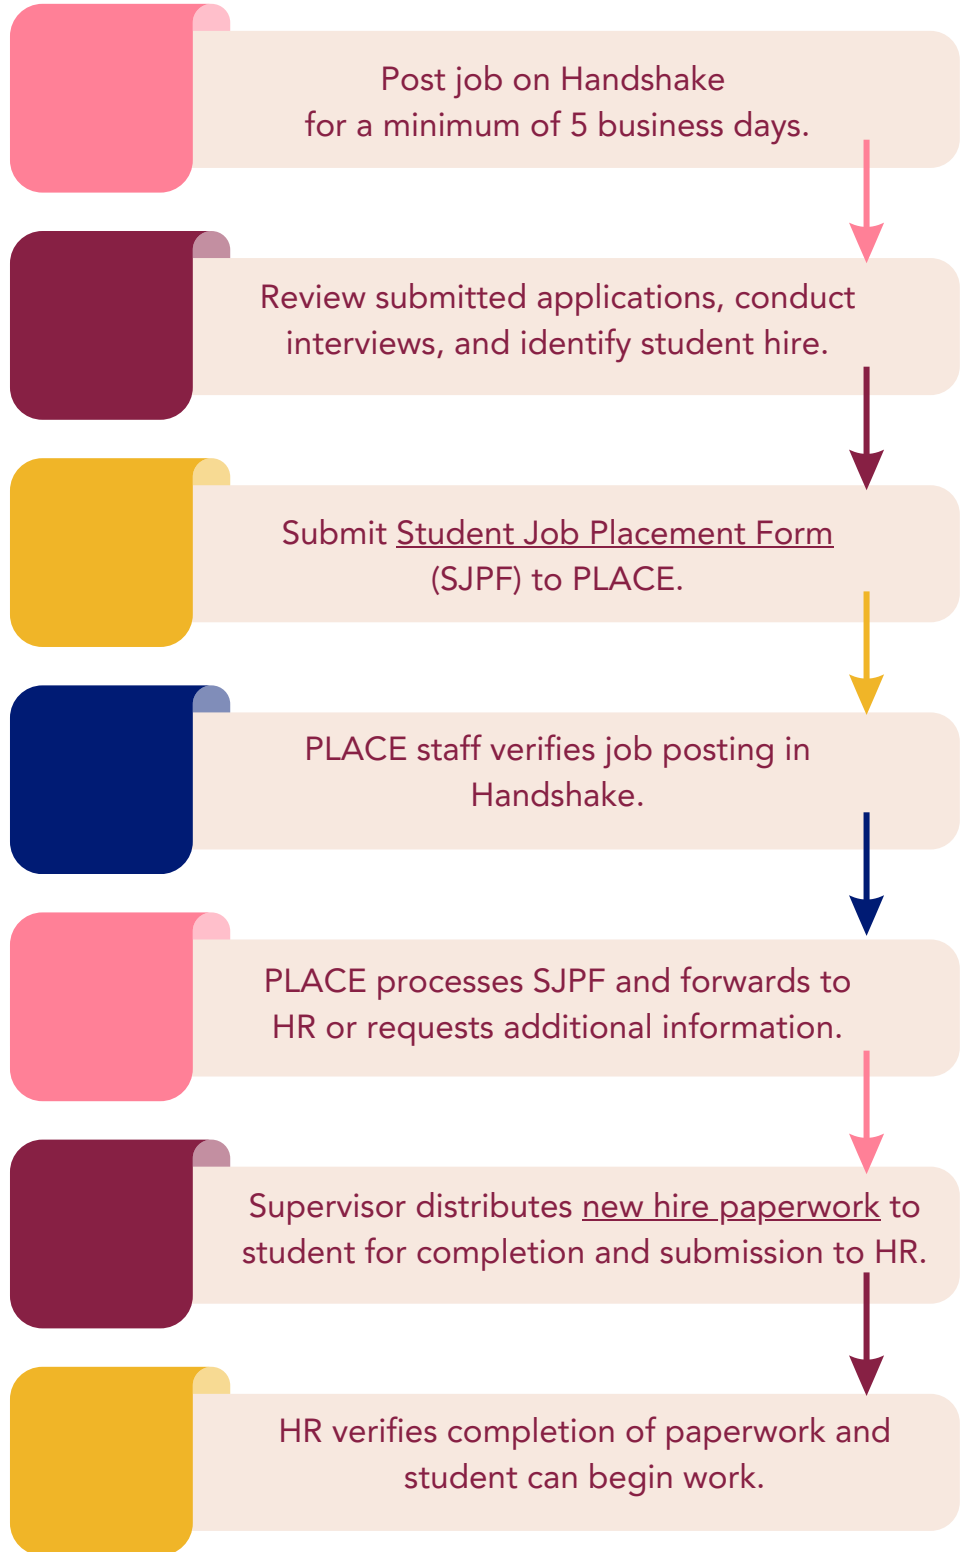 Post job on Handshake
for a minimum of 5 business days.
Review submitted applications, conduct
interviews, and identify student hire.
Submit Student Job Placement Form
(SJPF) to PLACE.
PLACE staff verifies job posting in
Handshake.
PLACE processes SJPF and forwards to
HR or requests additional information.
Supervisor distributes new hire paperwork to
student for completion and submission to HR.
HR verifies completion of paperwork and
student can begin work.